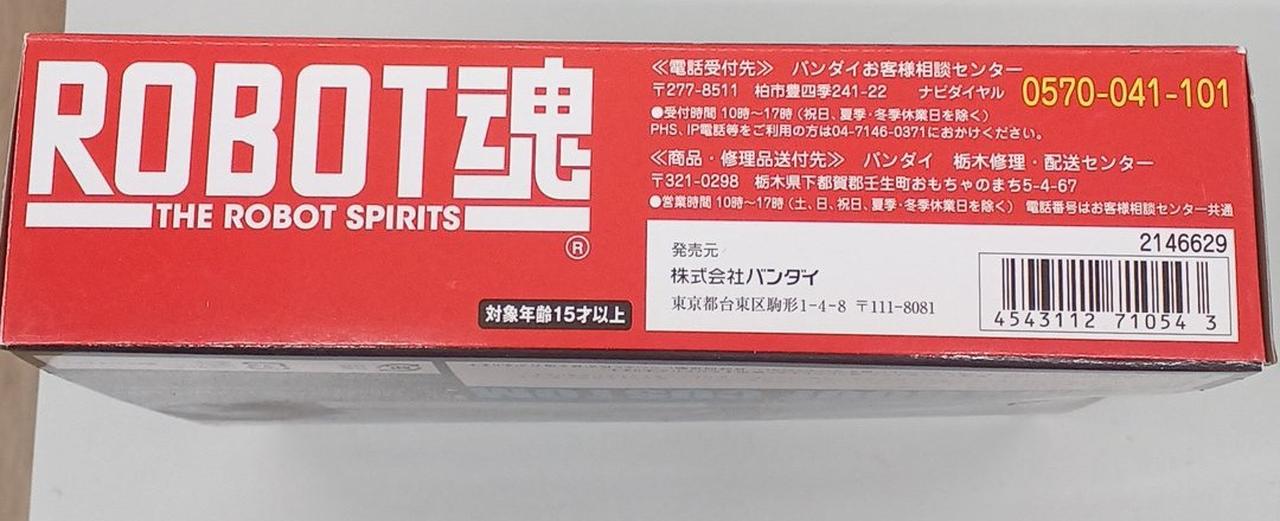 ROBOT魂
THE ROBOT SPIRITS
®
対象年齢15才以上
≪電話受付先≫ バンダイお客様相談センター
〒277-8511 柏市豊四季241-22 ナビダイヤル 0570-041-101
●受付時間 10時〜17時(祝日、夏季・冬季休業日を除く)
PHS、IP電話等をご利用の方は04-7146-0371におかけください。
≪商品・修理品送付先≫ バンダイ 栃木修理・配送センター
〒321-0298 栃木県下都賀郡壬生町おもちゃのまち5-4-67
●営業時間 10時〜17時(土、日、祝日、夏季・冬季休業日を除く) 電話番号はお客様相談センター共通
発売元
株式会社バンダイ
東京都台東区駒形1-4-8 〒111-8081
2146629
4543112 71054 3